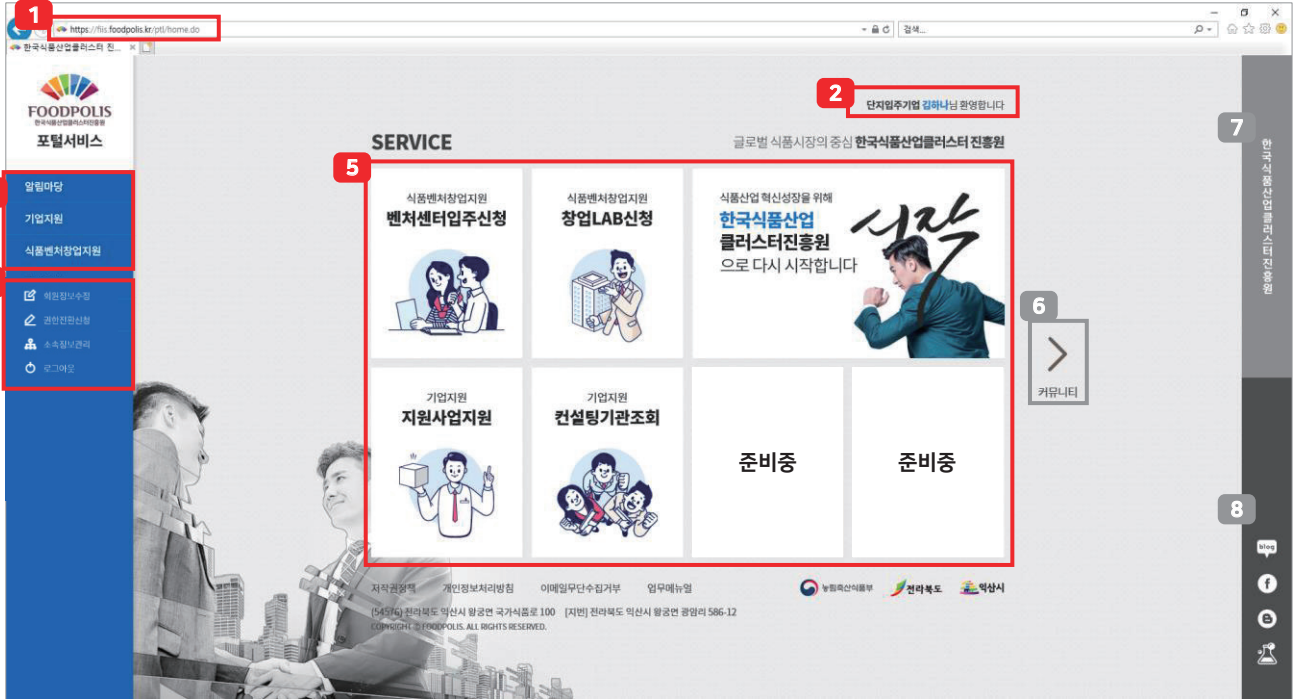 1
https://fiis.foodpolis.kr/ptl/home.do
검색...
한국식품산업클러스터 진...
FOODPOLIS
한국식품산업클러스터진흥원
포털서비스
알림마당
기업지원
식품벤처창업지원
회원정보수정
권한전환신청
소속정보관리
로그아웃
2
단지입주기업 김하나님 환영합니다
SERVICE
글로벌 식품시장의 중심 한국식품산업클러스터 진흥원
5
식품벤처창업지원
벤처센터입주신청
식품벤처창업지원
창업LAB신청
식품산업 혁신성장을 위해
한국식품산업
클러스터진흥원
으로 다시 시작합니다
시작
기업지원
지원사업지원
기업지원
컨설팅기관조회
준비중
준비중
6
커뮤니티
7
한국식품산업클러스터진흥원
8
blog
저작권정책 개인정보처리방침 이메일무단수집거부 업무메뉴얼
농림축산식품부 전라북도 익산시
(54576) 전라북도 익산시 왕궁면 국가식품로 100 [지번] 전라북도 익산시 왕궁면 광암리 586-12
COPYRIGHT © FOODPOLIS. ALL RIGHTS RESERVED.